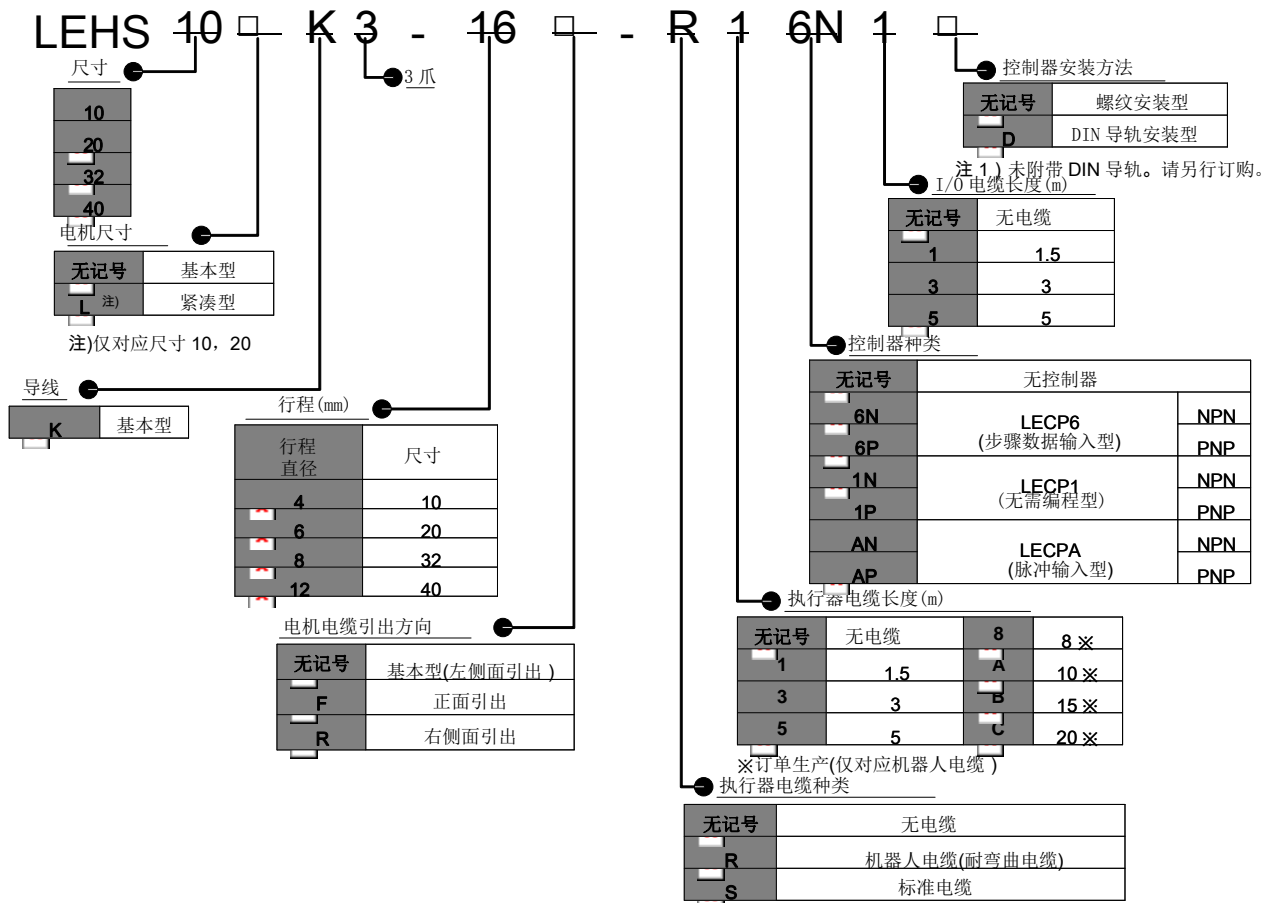 LEHS 10 □ K 3 - 16 □ - R 1 6N 1 □
尺寸
10
20
32
40
3 爪
电机尺寸
无记号 基本型
L 注) 紧凑型
注)仅对应尺寸 10，20
导线
K 基本型
行程(mm)
行程
直径
尺寸
4 10
6 20
8 32
12 40
电机电缆引出方向
无记号 基本型(左侧面引出 )
F 正面引出
R 右侧面引出
控制器安装方法
无记号 螺纹安装型
D DIN 导轨安装型
注 1 ) 未附带 DIN 导轨。请另行订购。
I/O 电缆长度(m)
无记号 无电缆
1 1.5
3 3
5 5
控制器种类
无记号 无控制器
6N LECP6 NPN
6P (步骤数据输入型) PNP
1N LECP1 NPN
1P (无需编程型) PNP
AN LECPA NPN
AP (脉冲输入型) PNP
执行器电缆长度(m)
无记号 无电缆 8 8 ※
1 1.5 A 10 ※
3 3 B 15 ※
5 5 C 20 ※
※订单生产(仅对应机器人电缆 )
执行器电缆种类
无记号 无电缆
R 机器人电缆(耐弯曲电缆)
S 标准电缆